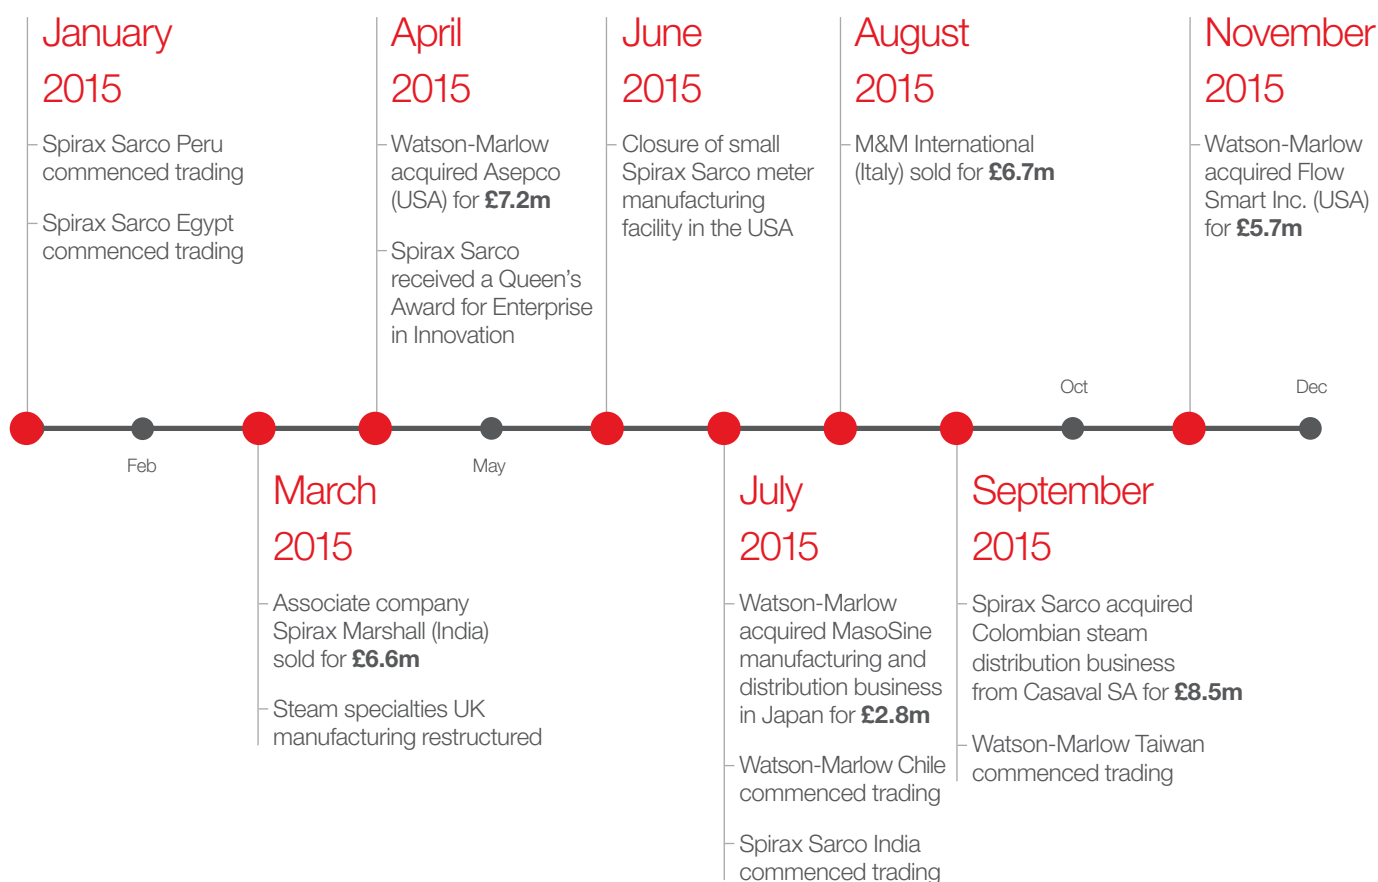 January
2015
Spirax Sarco Peru
commenced trading
Spirax Sarco Egypt
commenced trading
April
2015
Watson-Marlow
acquired Asepco
(USA) for £7.2m
Spirax Sarco
received a Queen's
Award for Enterprise
in Innovation
June
2015
Closure of small
Spirax Sarco meter
manufacturing
facility in the USA
August
2015
M&M International
(Italy) sold for £6.7m
November
2015
Watson-Marlow
acquired Flow
Smart Inc. (USA)
for £5.7m
Oct
Dec
Feb
May
March
2015
Associate company
Spirax Marshall (India)
sold for £6.6m
Steam specialties UK
manufacturing restructured
July
2015
Watson-Marlow
acquired MasoSine
manufacturing and
distribution business
in Japan for £2.8m
Watson-Marlow Chile
commenced trading
Spirax Sarco India
commenced trading
September
2015
Spirax Sarco acquired
Colombian steam
distribution business
from Casaval SA for £8.5m
Watson-Marlow Taiwan
commenced trading